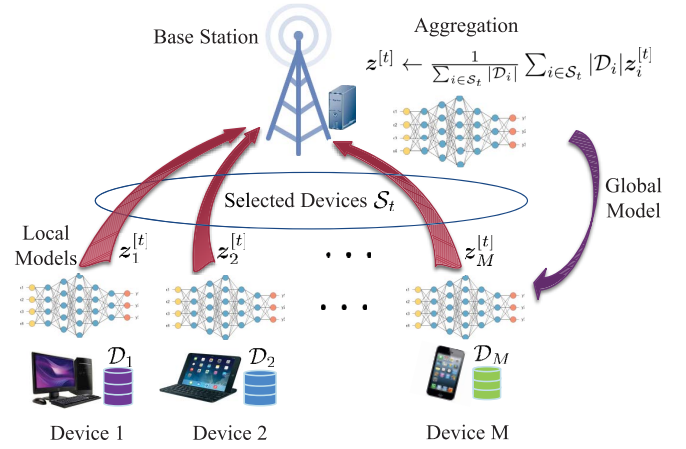 Base Station
Aggregation
z^{[t]} ← \frac{1}{\sum_{i∈\mathcal{S}_t} |\mathcal{D}_i|} \sum_{i∈\mathcal{S}_t} |\mathcal{D}_i| z_i^{[t]}
Selected Devices \mathcal{S}_t
Global
Model
Local
Models
z_1^{[t]} z_2^{[t]} • • • z_M^{[t]}
• • •
\mathcal{D}_1 \mathcal{D}_2 \mathcal{D}_M
Device 1 Device 2 Device M